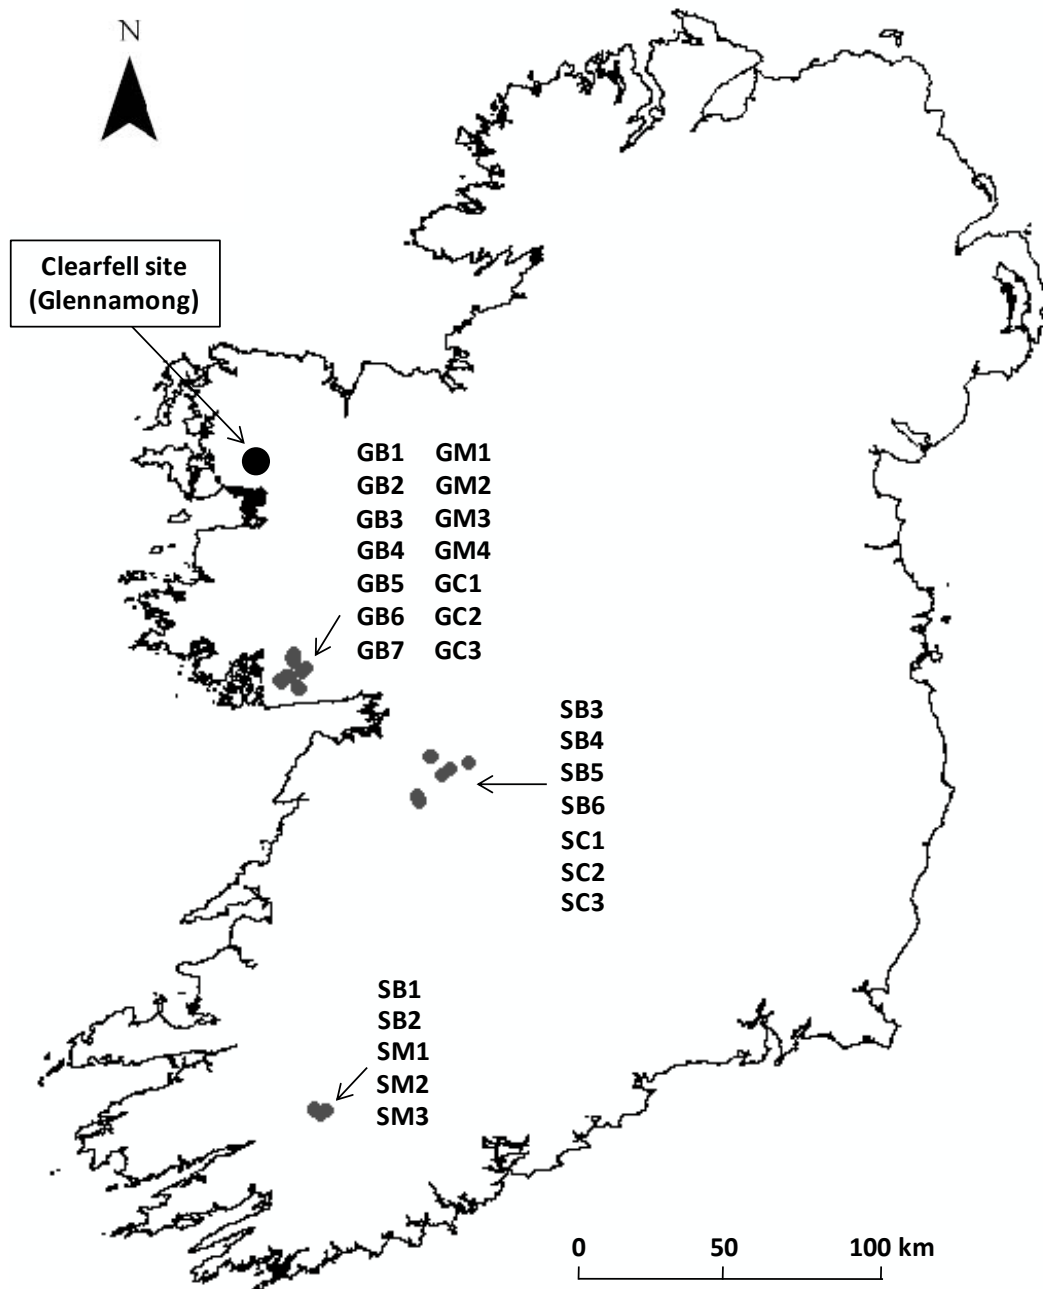 N
Clearfell site
(Glennamong)
GB1 GM1
GB2 GM2
GB3 GM3
GB4 GM4
GB5 GC1
GB6 GC2
GB7 GC3
SB3
SB4
SB5
SB6
SC1
SC2
SC3
SB1
SB2
SM1
SM2
SM3
0 50 100 km